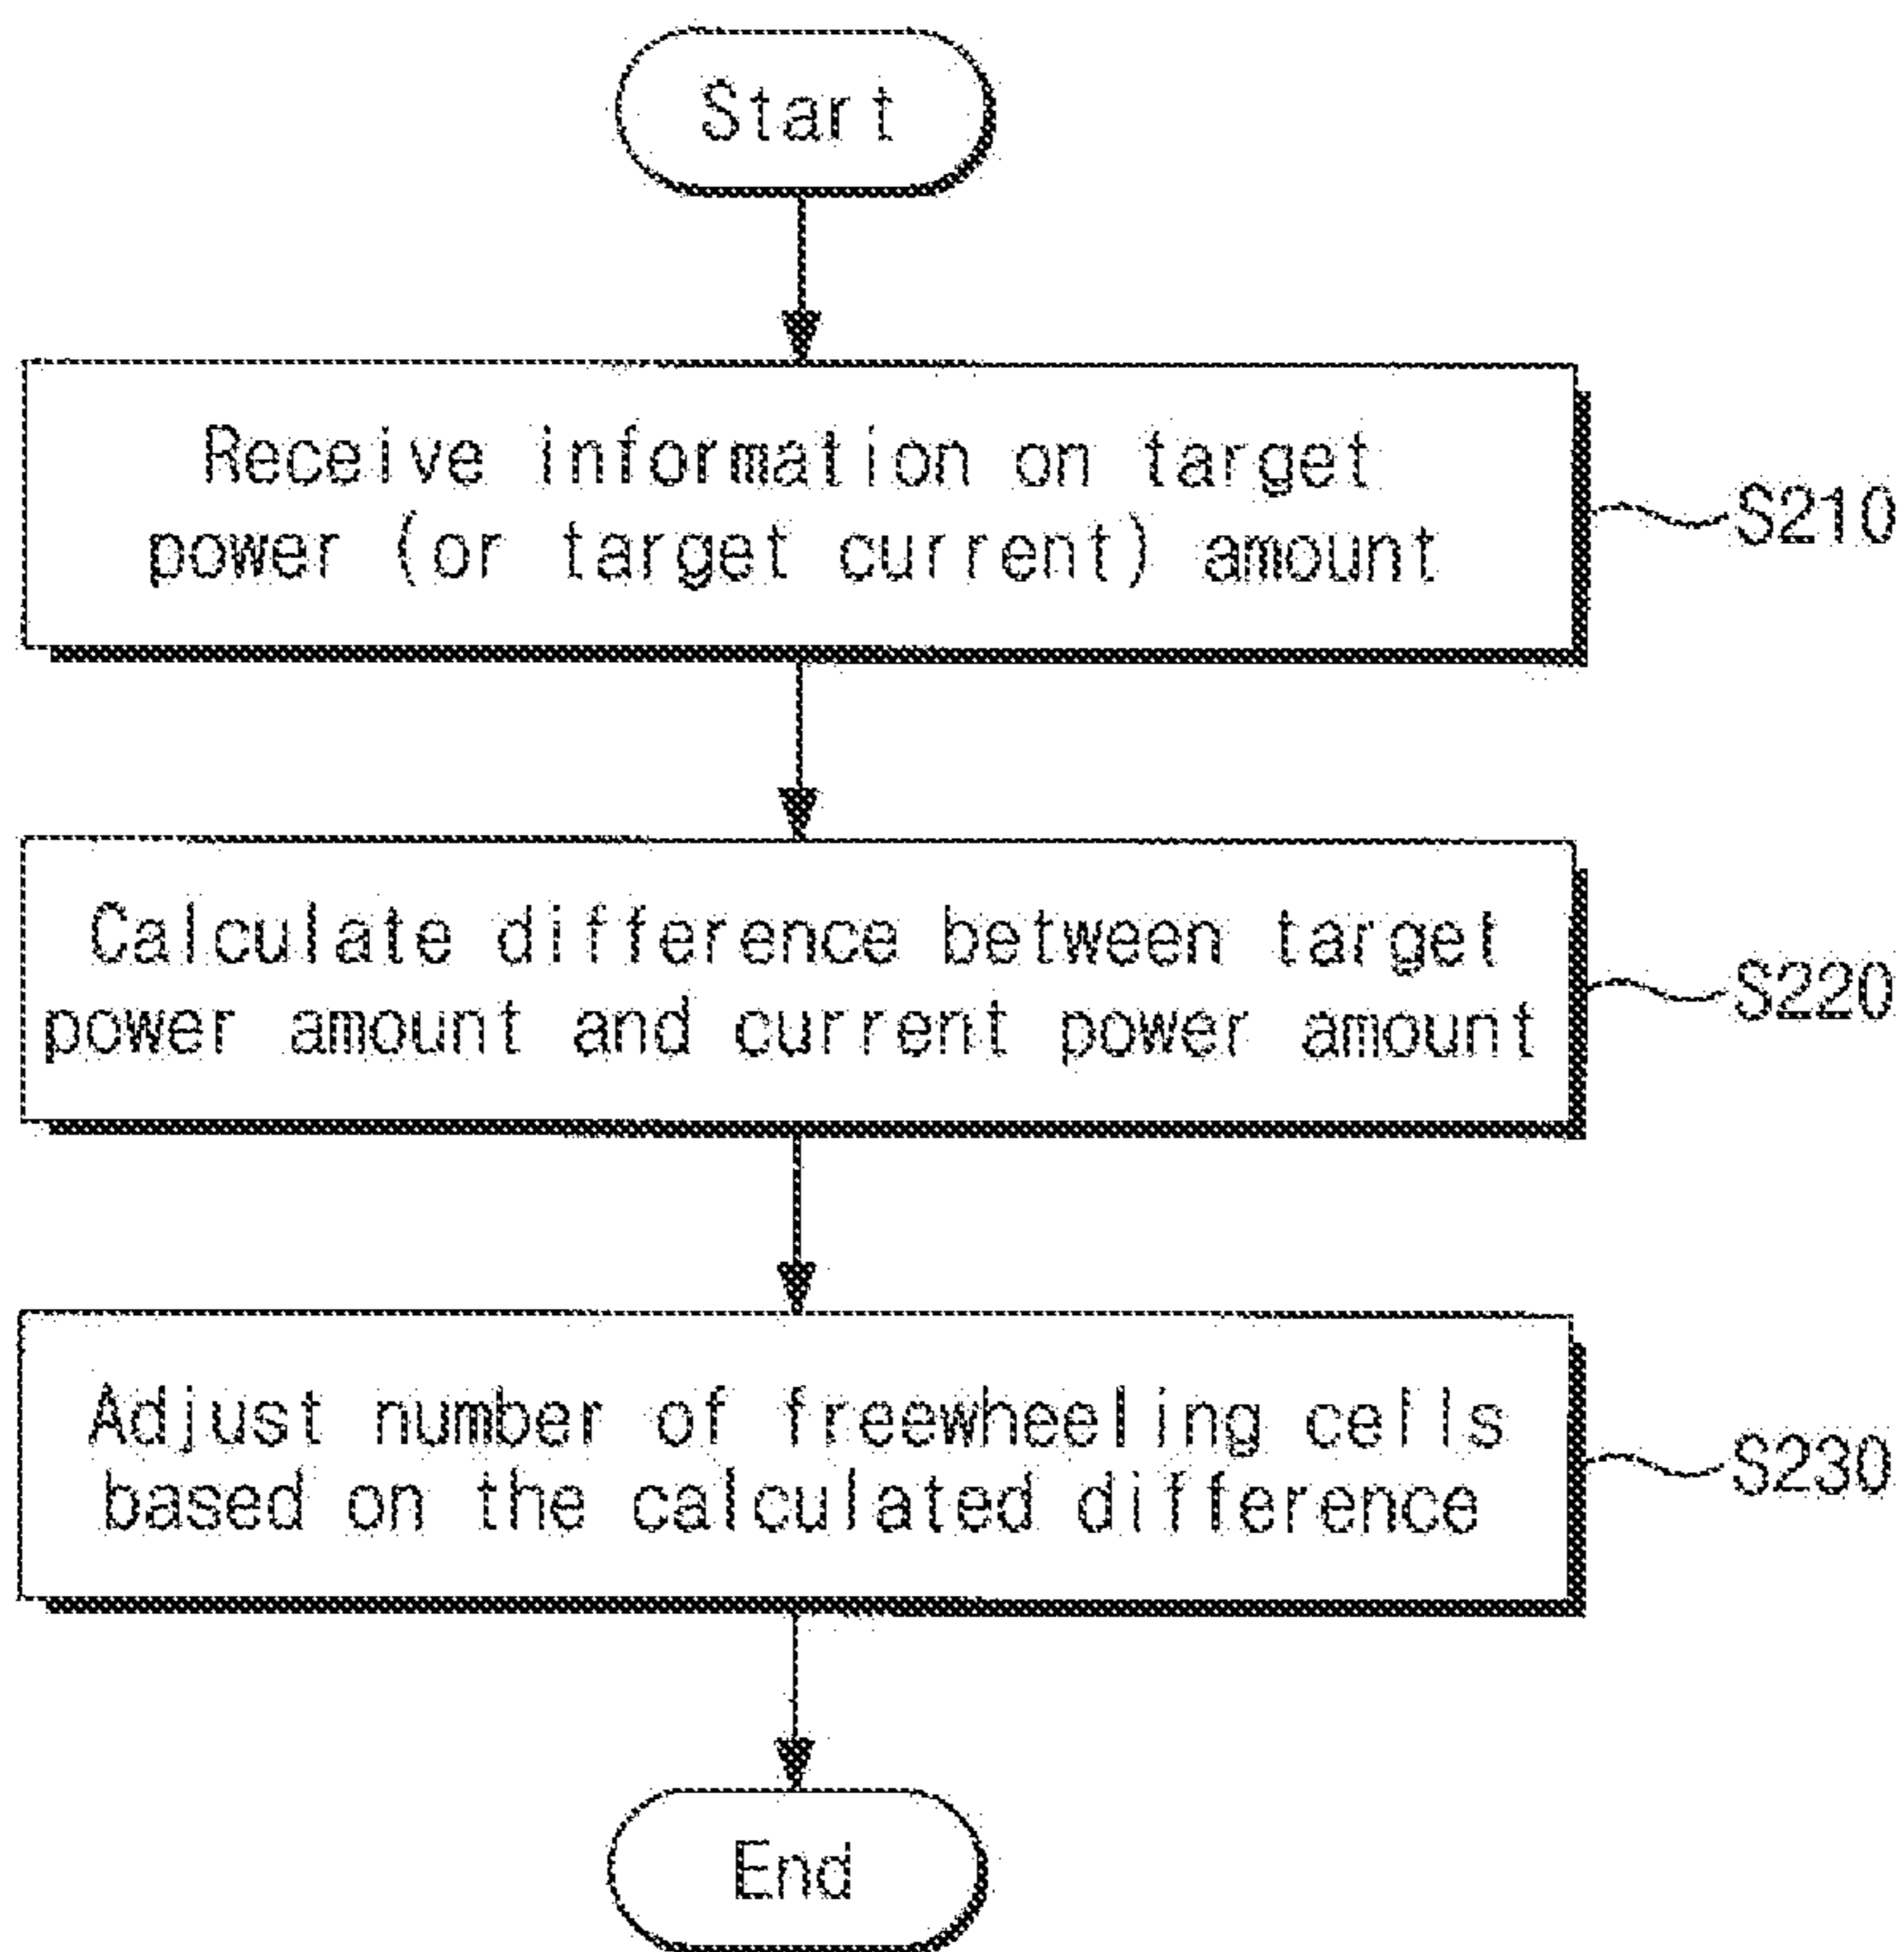 Start
Receive information on target
power (or target current) amount
S210
Calculate difference between target
power amount and current power amount
S220
Adjust number of freewheeling cells
based on the calculated difference
S230
End